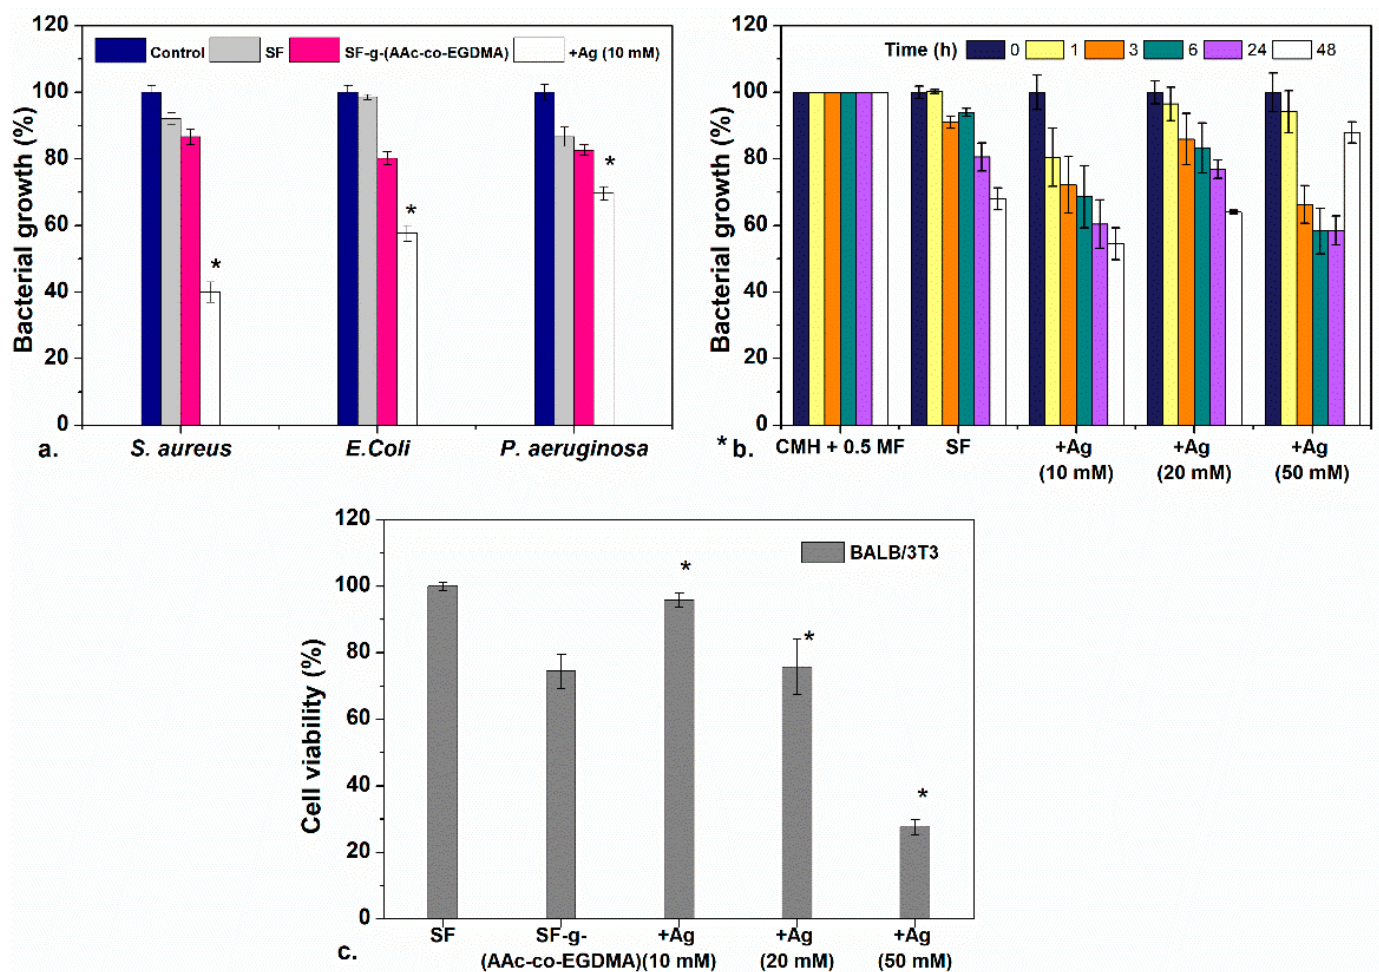 Control SF SF-g-(AAc-co-EGDMA) +Ag (10 mM)
Bacterial growth (%)
120
100
80
60
40
20
0
*
*
*
S. aureus E.Coli P. aeruginosa
a.
Time (h) 0 1 3 6 24 48
Bacterial growth (%)
120
100
80
60
40
20
0
* b.
CMH + 0.5 MF SF +Ag +Ag +Ag
(10 mM) (20 mM) (50 mM)
BALB/3T3
Cell viability (%)
120
100
80
60
40
20
0
*
*
*
SF SF-g- +Ag +Ag +Ag
(AAc-co-EGDMA) (10 mM) (20 mM) (50 mM)
c.